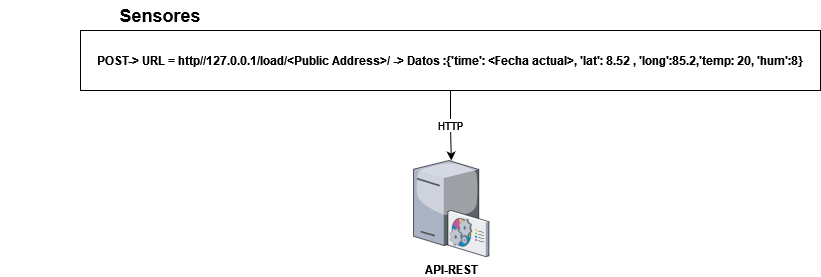 Sensores
POST-> URL = http//127.0.0.1/load/<Public Address>/ -> Datos :{'time': <Fecha actual>, 'lat': 8.52 , 'long':85.2,'temp: 20, 'hum':8}
HTTP
API-REST